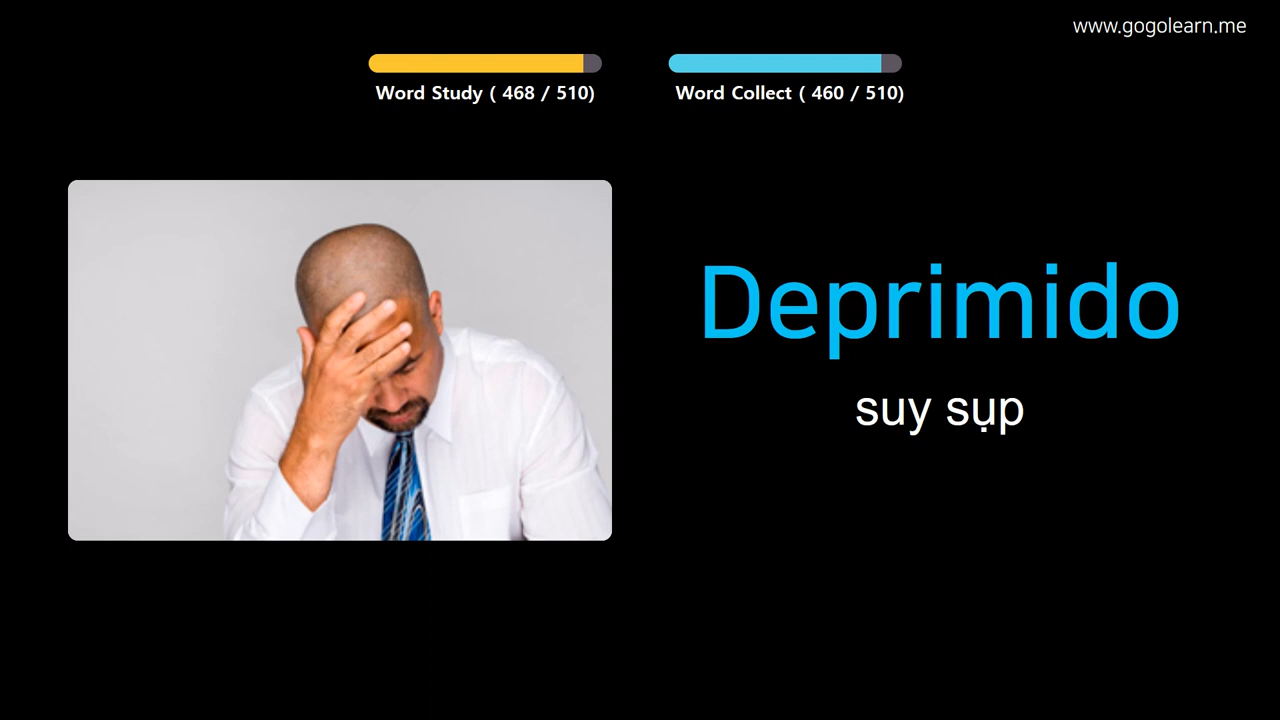 www.gogolearn.me
Word Study ( 468 / 510)
Word Collect ( 460 / 510)
Deprimido
suy sụp